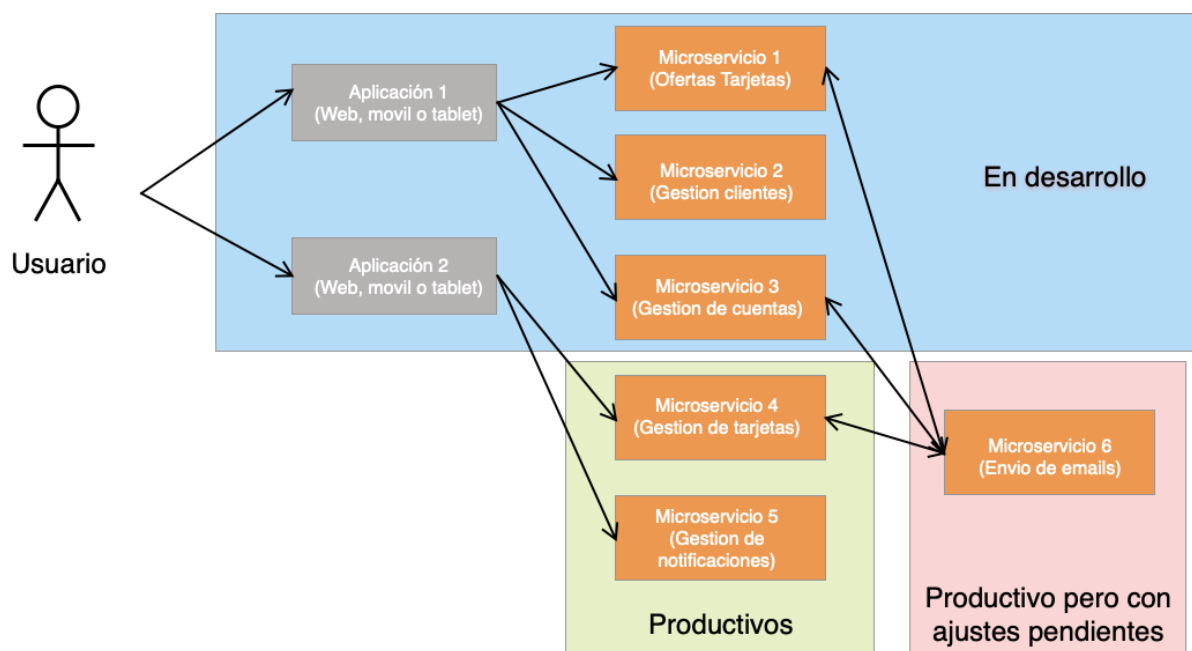 Usuario
Aplicación 1
(Web, movil o tablet)
Aplicación 2
(Web, movil o tablet)
Microservicio 1
(Ofertas Tarjetas)
Microservicio 2
(Gestion clientes)
Microservicio 3
(Gestion de cuentas)
En desarrollo
Microservicio 4
(Gestion de tarjetas)
Microservicio 5
(Gestion de
notificaciones)
Productivos
Microservicio 6
(Envio de emails)
Productivo pero con
ajustes pendientes